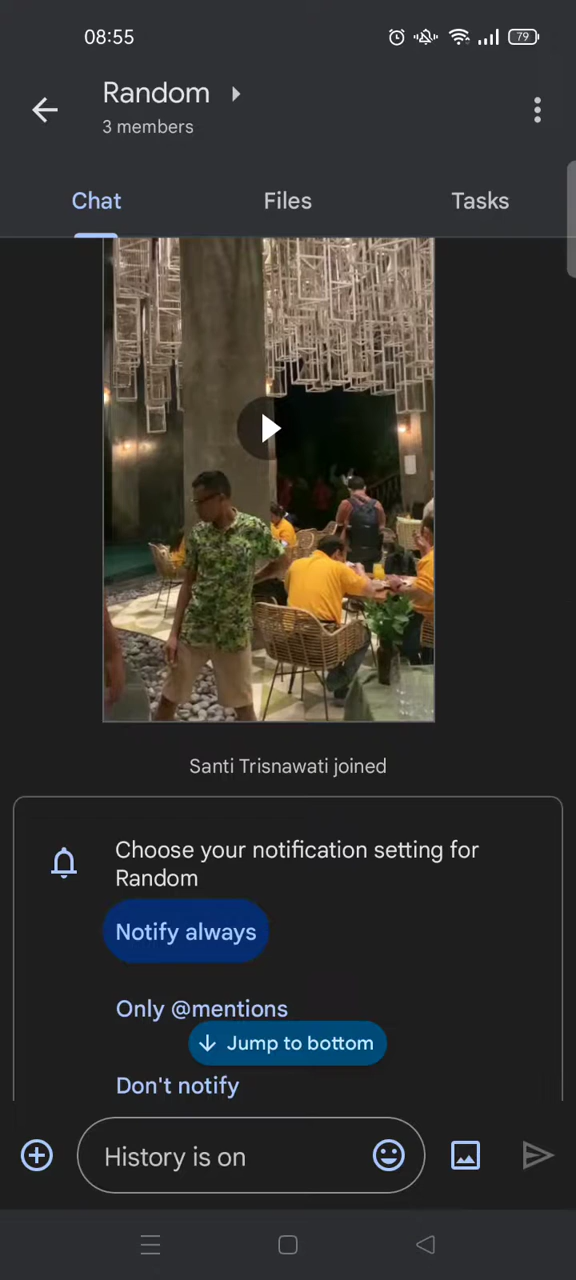 08:55
79
Random
3 members
Chat
Files
Tasks
Santi Trisnawati joined
Choose your notification setting for
Random
Notify always
Only @mentions
Jump to bottom
Don't notify
History is on